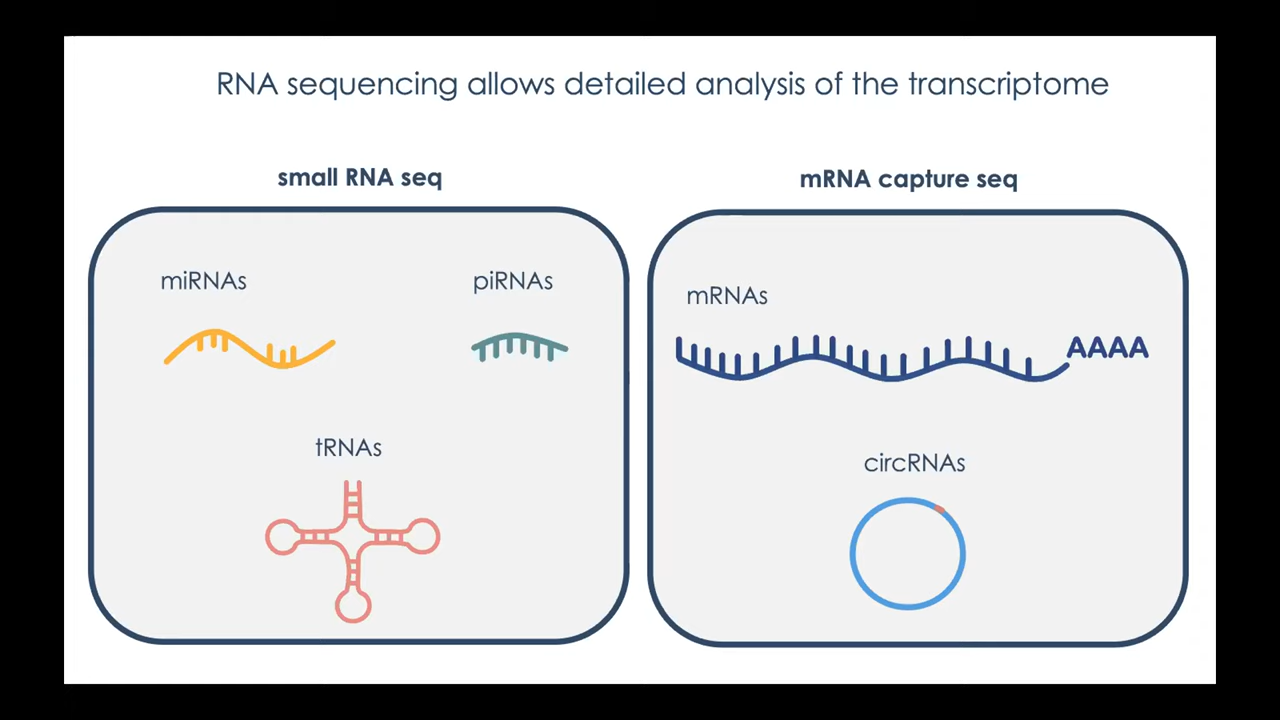 RNA sequencing allows detailed analysis of the transcriptome
small RNA seq
miRNAs
piRNAs
tRNAs
mRNA capture seq
mRNAs
AAAA
circRNAs